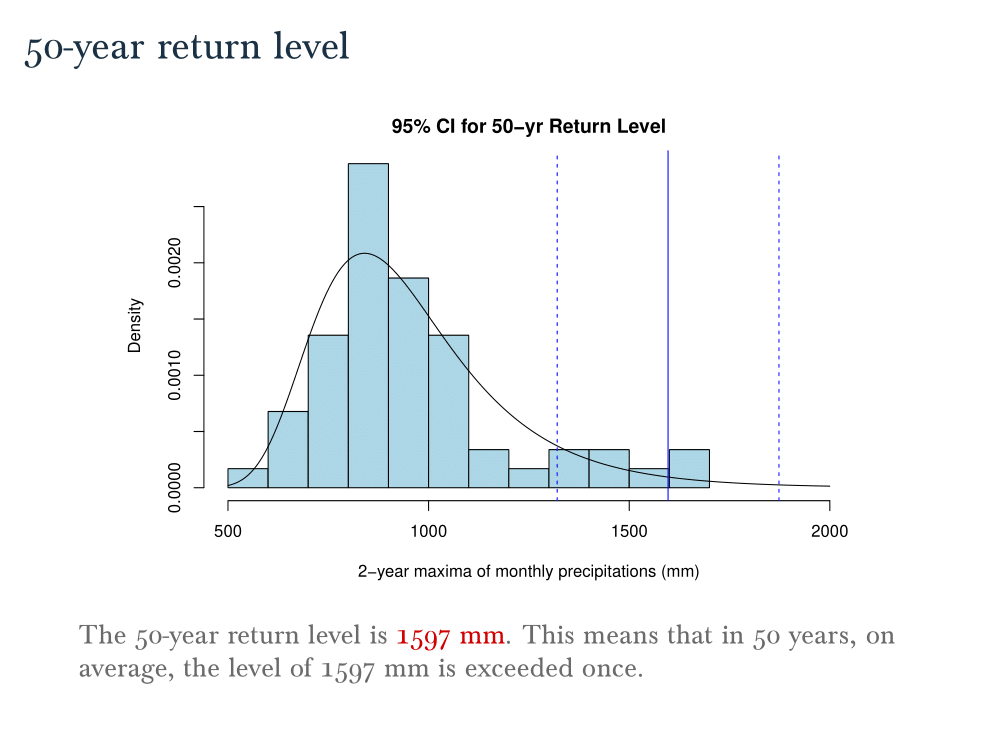 50-year return level
95% CI for 50−yr Return Level
Density
0.0000 0.0010 0.0020
500 1000 1500 2000
2−year maxima of monthly precipitations (mm)
The 50-year return level is 1597 mm. This means that in 50 years, on
average, the level of 1597 mm is exceeded once.